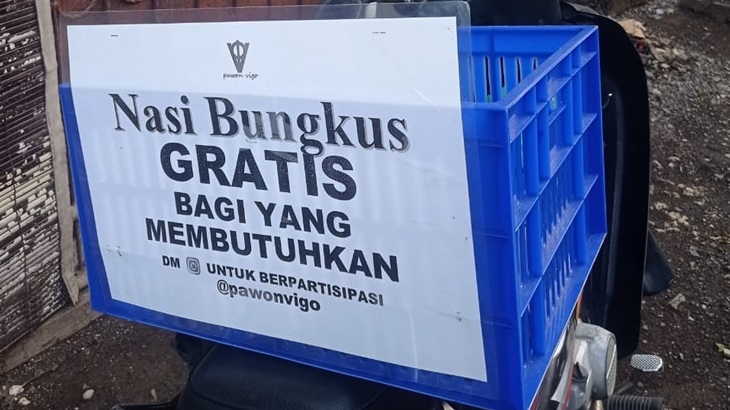 pawon vigo
Nasi Bungkus
GRATIS
BAGI YANG
MEMBUTUHKAN
DM UNTUK BERPARTISIPASI
@pawonvigo